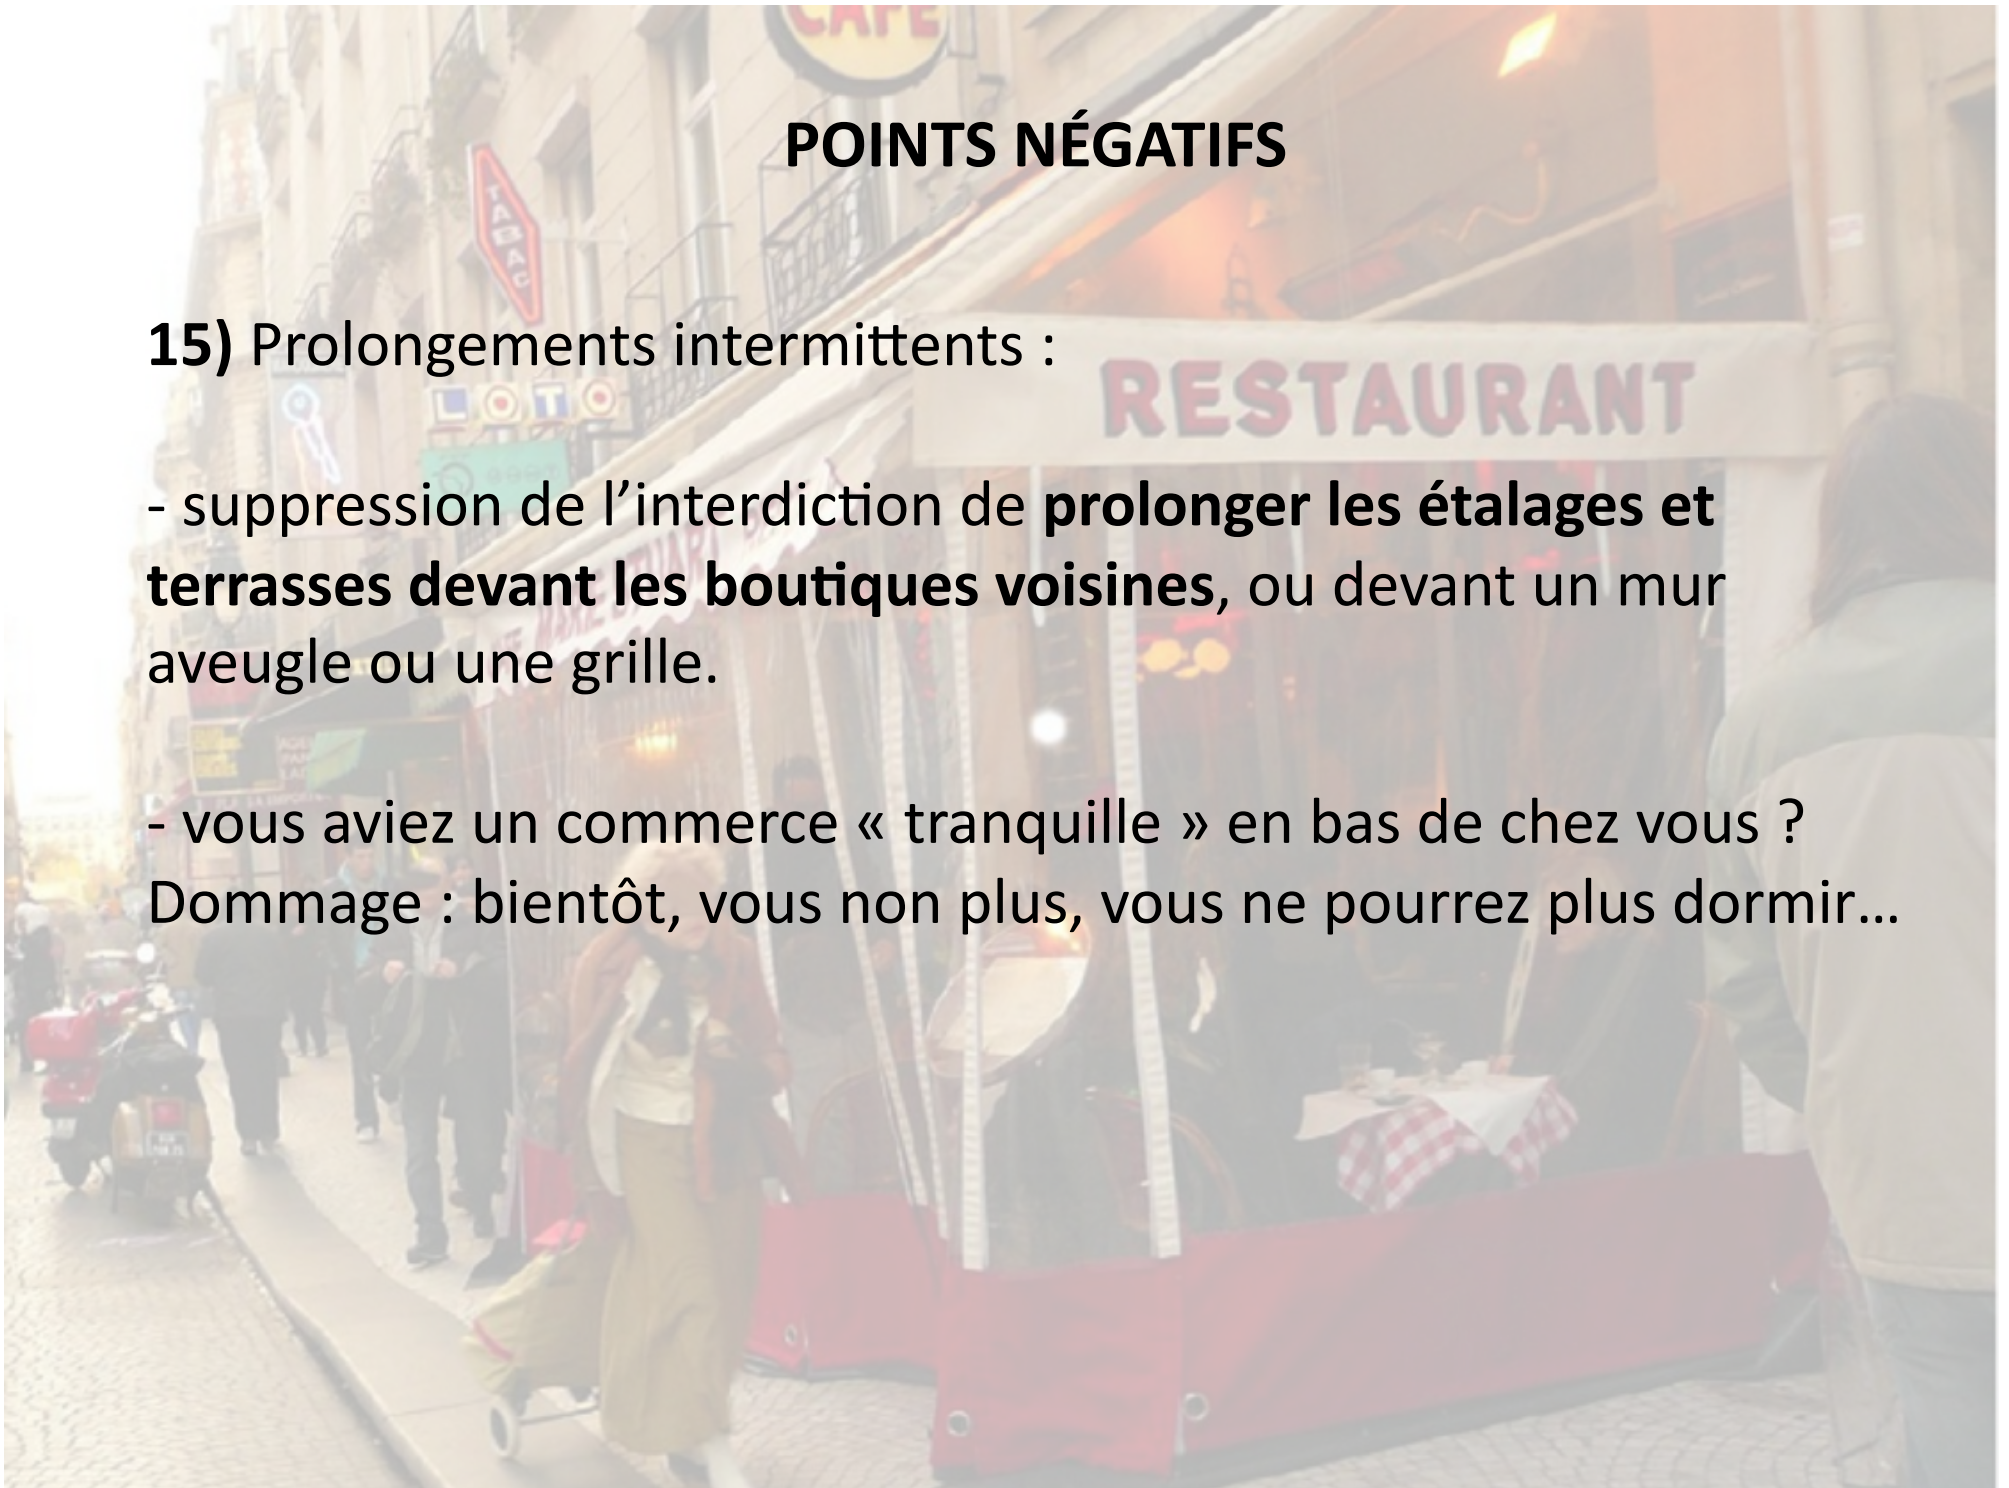 CAFE
POINTS NÉGATIFS
TABAC
15) Prolongements intermittents :
RESTAURANT
LOTO
- suppression de l’interdiction de prolonger les étalages et
terrasses devant les boutiques voisines, ou devant un mur
aveugle ou une grille.
- vous aviez un commerce « tranquille » en bas de chez vous ?
Dommage : bientôt, vous non plus, vous ne pourrez plus dormir…